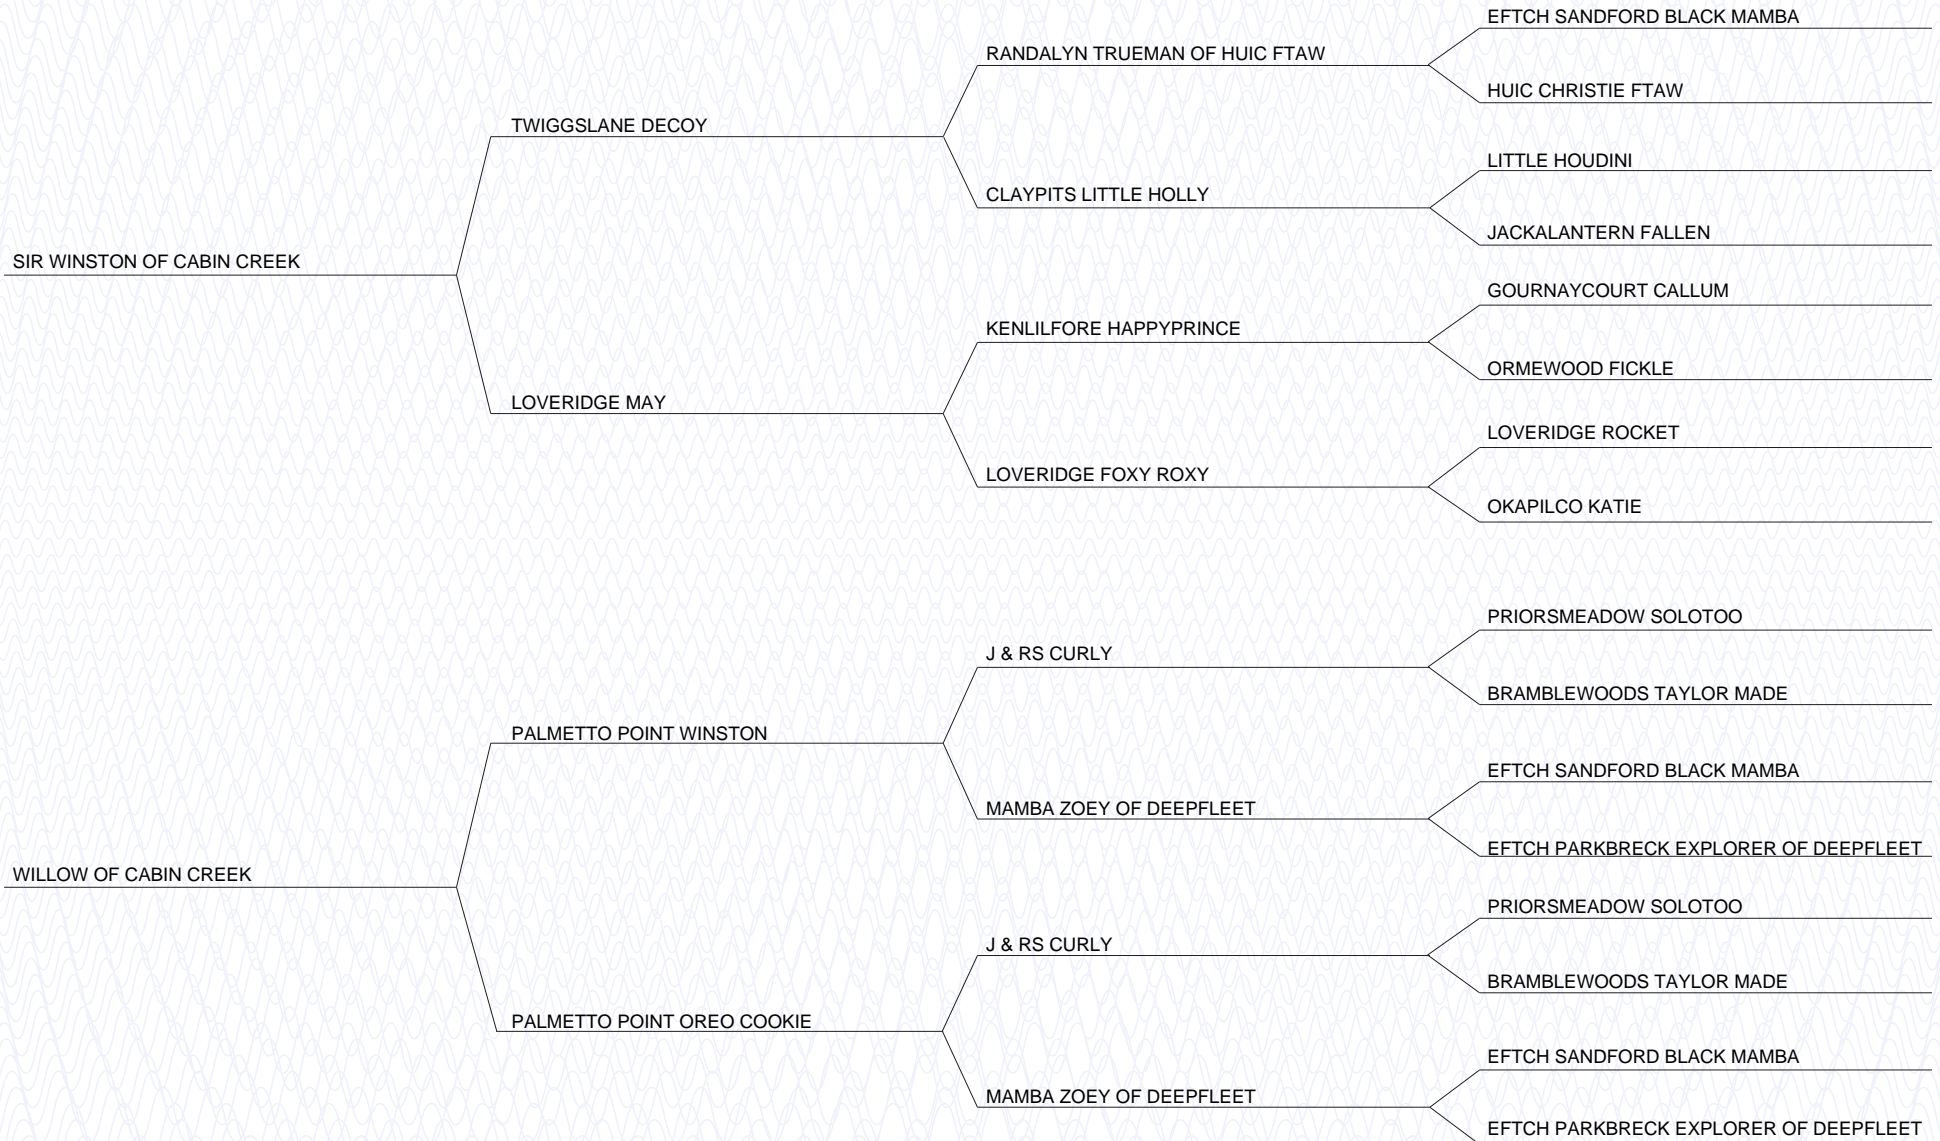 EFTCH SANDFORD BLACK MAMBA
RANDALYN TRUEMAN OF HUIC FTAW
HUIC CHRISTIE FTAW
TWIGGSLANE DECOY
LITTLE HOUDINI
CLAYPITS LITTLE HOLLY
JACKALANTERN FALLEN
SIR WINSTON OF CABIN CREEK
GOURNAYCOURT CALLUM
KENLILFORE HAPPYPRINCE
ORMEWOOD FICKLE
LOVERIDGE MAY
LOVERIDGE ROCKET
LOVERIDGE FOXY ROXY
OKAPILCO KATIE
PRIORSMEADOW SOLOTOO
J & RS CURLY
BRAMBLEWOODS TAYLOR MADE
PALMETTO POINT WINSTON
EFTCH SANDFORD BLACK MAMBA
MAMBA ZOEY OF DEEPFLEET
EFTCH PARKBRECK EXPLORER OF DEEPFLEET
WILLOW OF CABIN CREEK
PRIORSMEADOW SOLOTOO
J & RS CURLY
BRAMBLEWOODS TAYLOR MADE
PALMETTO POINT OREO COOKIE
EFTCH SANDFORD BLACK MAMBA
MAMBA ZOEY OF DEEPFLEET
EFTCH PARKBRECK EXPLORER OF DEEPFLEET